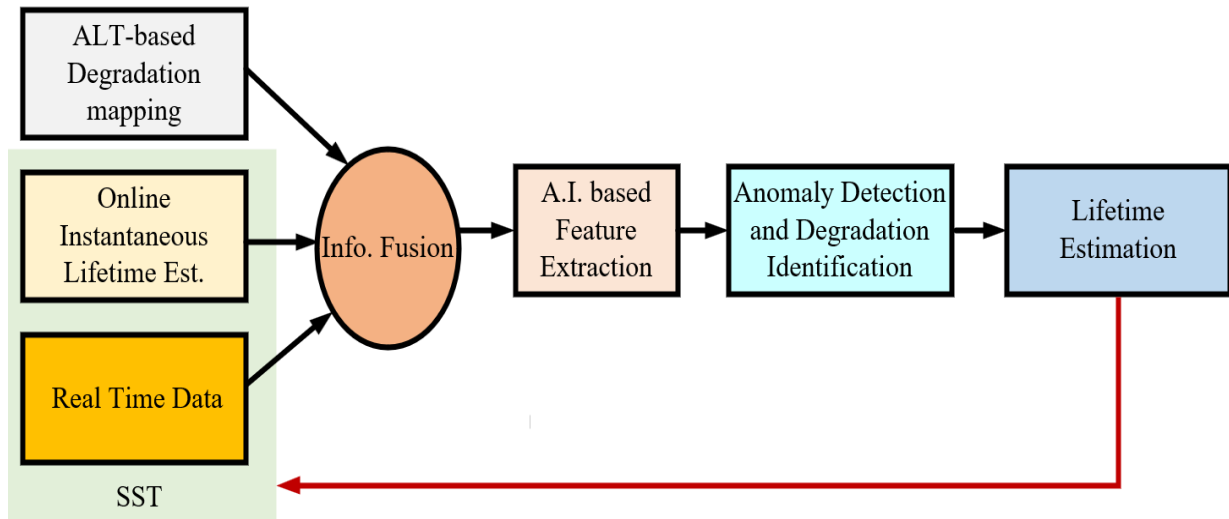 ALT-based
Degradation
mapping
Online
Instantaneous
Lifetime Est.
Real Time Data
SST
Info. Fusion
A.I. based
Feature
Extraction
Anomaly Detection
and Degradation
Identification
Lifetime
Estimation